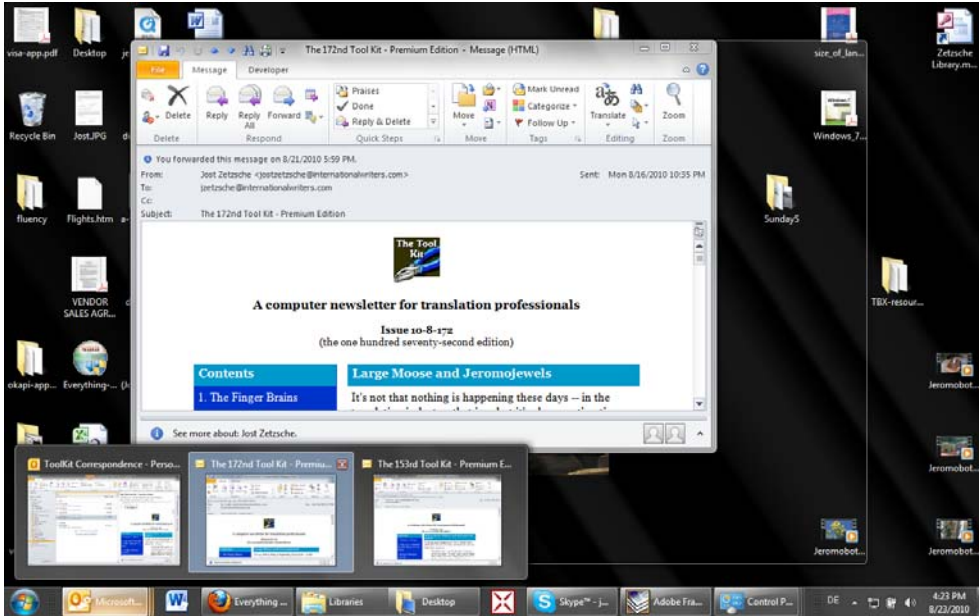 visa-app.pdf
Desktop
size_of_lan...
Zetzsche
Library.m...
The 172nd Tool Kit - Premium Edition - Message (HTML)
File
Message
Developer
Delete
Reply
Reply
All
Forward
Praises
Done
Reply & Delete
Move
Mark Unread
Categorize
Follow Up
Translate
Zoom
Delete
Respond
Quick Steps
Move
Tags
Editing
Zoom
Recycle Bin
Jost.JPG
Windows_7...
You forwarded this message on 8/21/2010 5:59 PM.
From: Jost Zetzsche <jostzetzsche@internationalwriters.com>
Sent: Mon 8/16/2010 10:35 PM
To: jzetzsche@internationalwriters.com
Cc:
Subject: The 172nd Tool Kit - Premium Edition
fluency
Flights.htm
Sunday5
The Tool
Kit
A computer newsletter for translation professionals
Issue 10-8-172
(the one hundred seventy-second edition)
VENDOR
SALES AGR...
TBX-resour...
Contents
Large Moose and Jeromojewels
1. The Finger Brains
It's not that nothing is happening these days -- in the
okapi-app...
Everything-...
Jeromobot...
See more about: Jost Zetzsche.
ToolKit Correspondence - Perso...
The 172nd Tool Kit - Premiu...
The 153rd Tool Kit - Premium E...
Jeromobot...
Jeromobot...
Jeromobot...
Microsoft...
Everything ...
Libraries
Desktop
Skype™ - j...
Adobe Fra...
Control P...
DE
4:23 PM